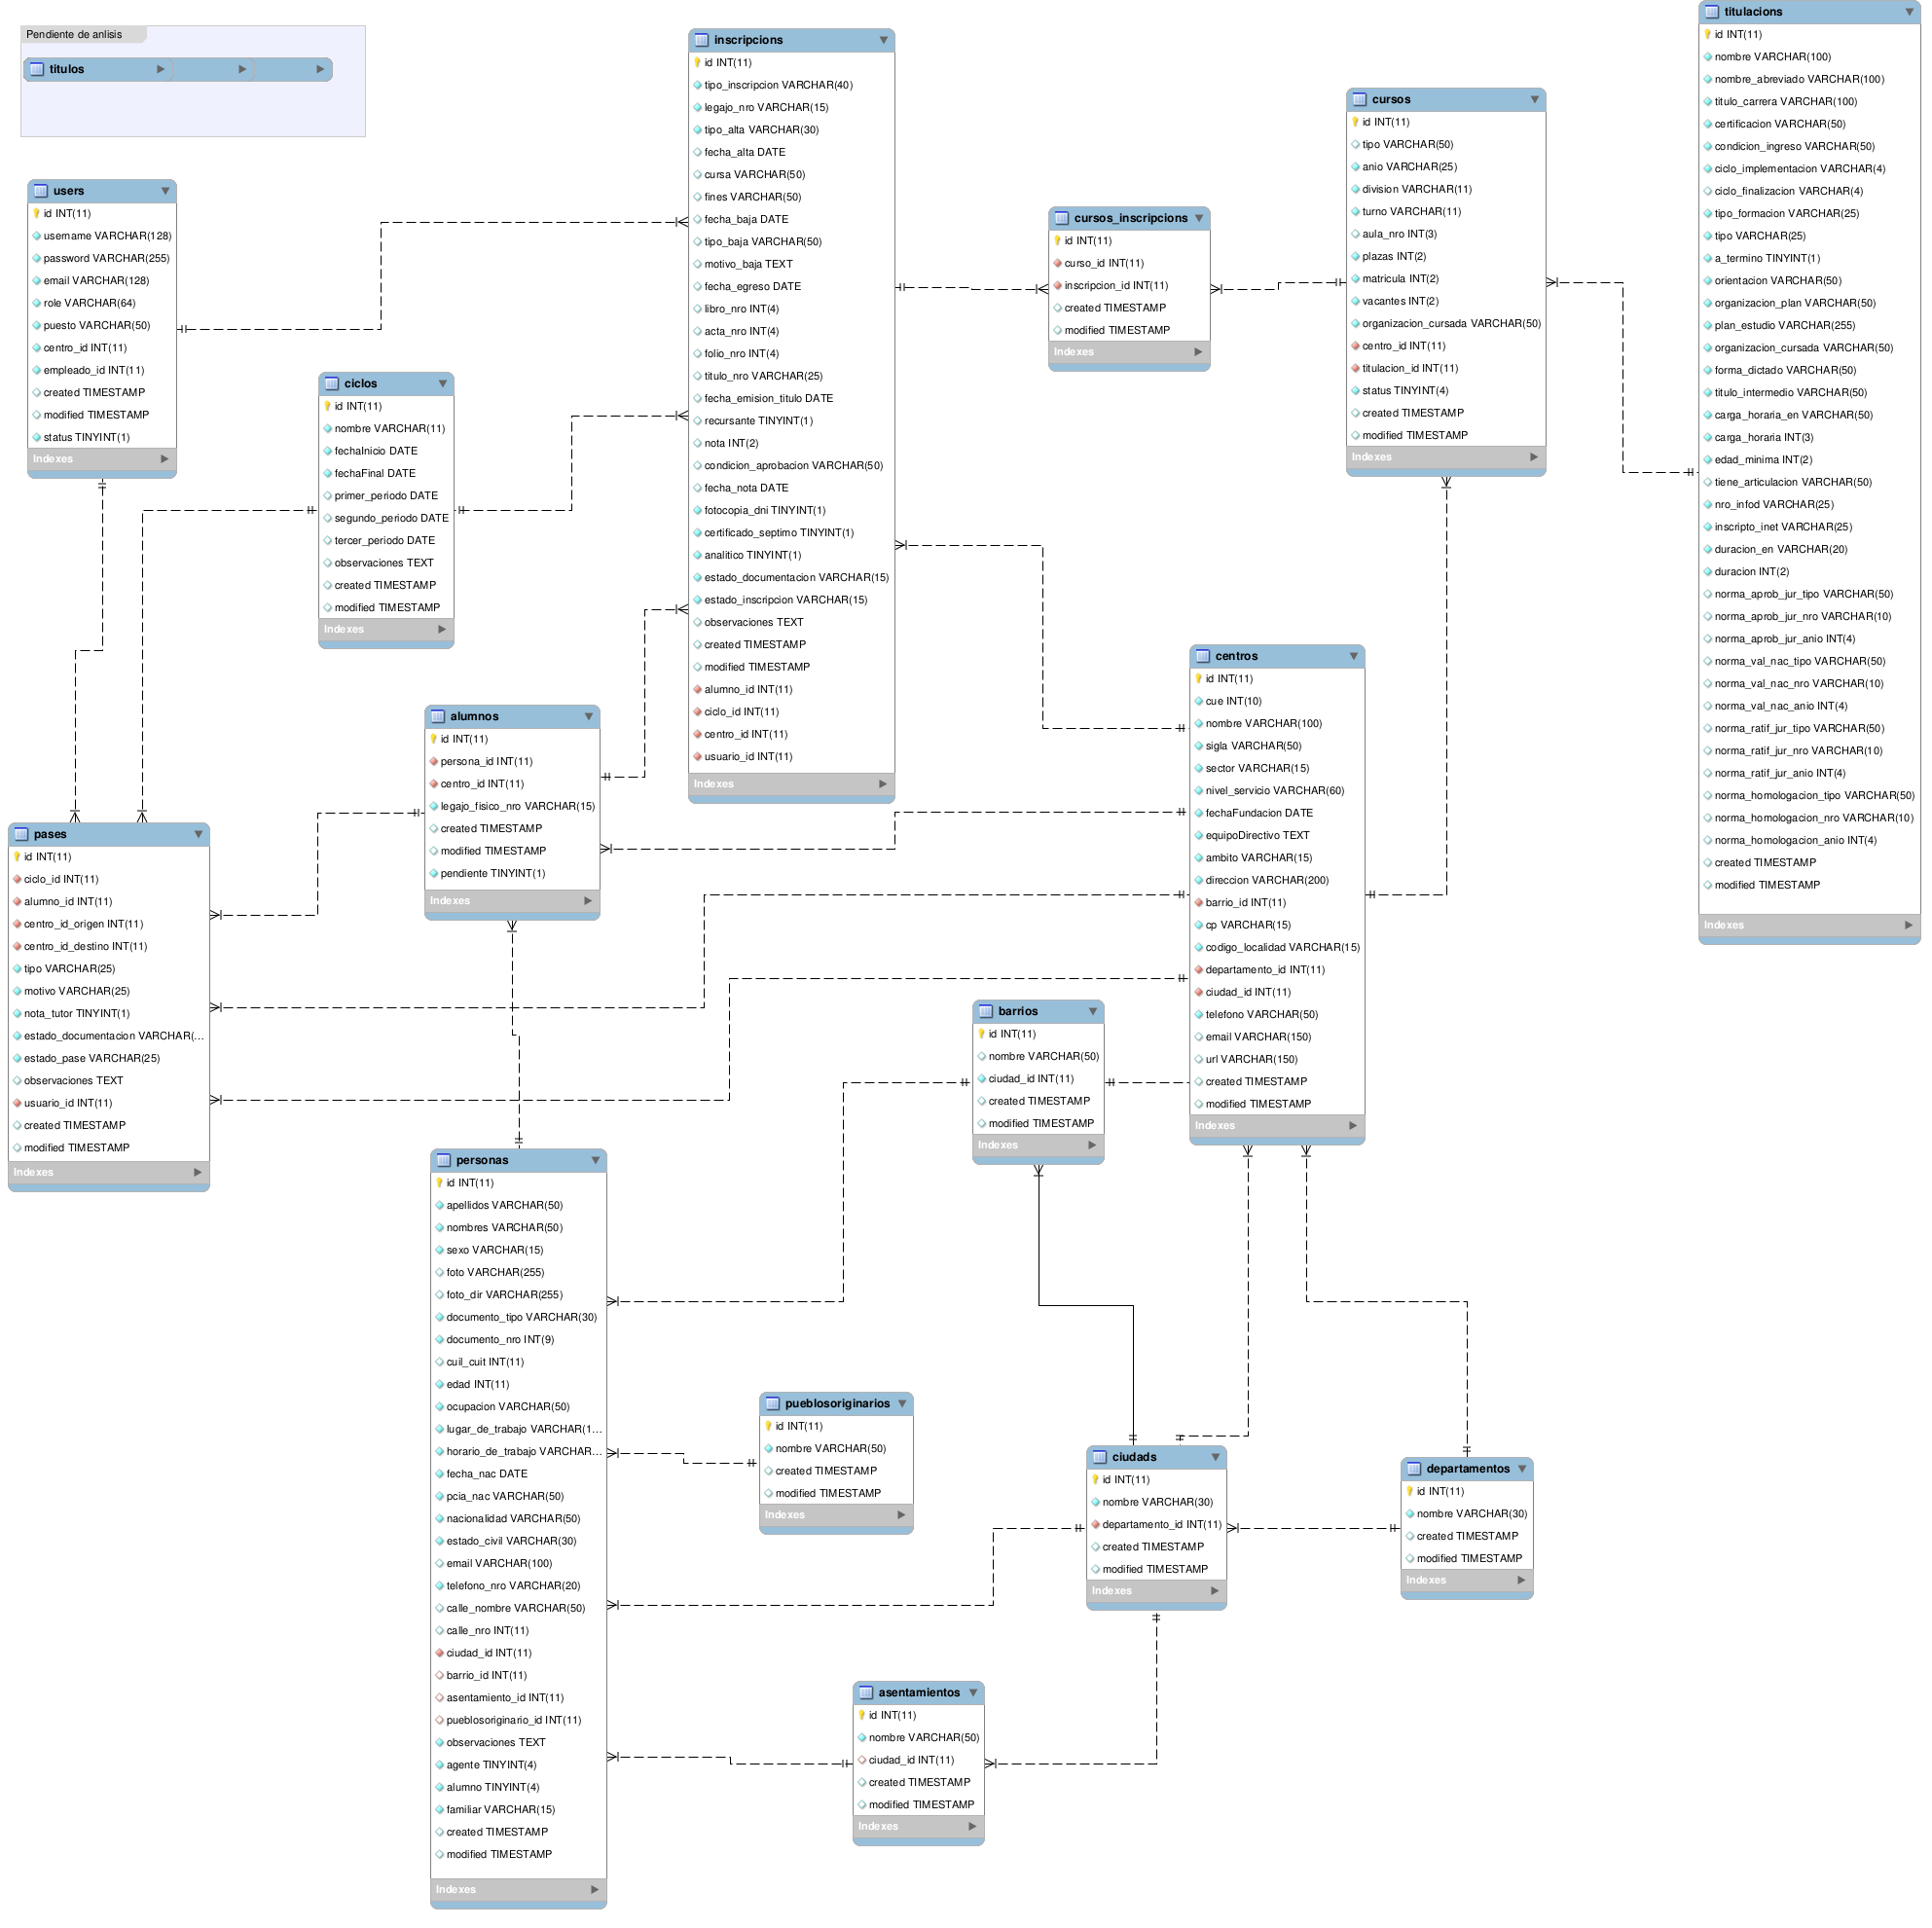 Pendiente de anlisis
titulos
users
id INT(11)
username VARCHAR(128)
password VARCHAR(255)
email VARCHAR(128)
role VARCHAR(64)
puesto VARCHAR(50)
centro_id INT(11)
empleado_id INT(11)
created TIMESTAMP
modified TIMESTAMP
status TINYINT(1)
Indexes
ciclos
id INT(11)
nombre VARCHAR(11)
fechaInicio DATE
fechaFinal DATE
primer_periodo DATE
segundo_periodo DATE
tercer_periodo DATE
observaciones TEXT
created TIMESTAMP
modified TIMESTAMP
Indexes
inscripcions
id INT(11)
tipo_inscripcion VARCHAR(40)
legajo_nro VARCHAR(15)
tipo_alta VARCHAR(30)
fecha_alta DATE
cursa VARCHAR(50)
fines VARCHAR(50)
fecha_baja DATE
tipo_baja VARCHAR(50)
motivo_baja TEXT
fecha_egreso DATE
libro_nro INT(4)
acta_nro INT(4)
folio_nro INT(4)
titulo_nro VARCHAR(25)
fecha_emision_titulo DATE
recursante TINYINT(1)
nota INT(2)
condicion_aprobacion VARCHAR(50)
fecha_nota DATE
fotocopia_dni TINYINT(1)
certificado_septimo TINYINT(1)
analitico TINYINT(1)
estado_documentacion VARCHAR(15)
estado_inscripcion VARCHAR(15)
observaciones TEXT
created TIMESTAMP
modified TIMESTAMP
alumno_id INT(11)
ciclo_id INT(11)
centro_id INT(11)
usuario_id INT(11)
Indexes
cursos_inscripcions
id INT(11)
curso_id INT(11)
inscripcion_id INT(11)
created TIMESTAMP
modified TIMESTAMP
Indexes
cursos
id INT(11)
tipo VARCHAR(50)
anio VARCHAR(25)
division VARCHAR(11)
turno VARCHAR(11)
aula_nro INT(3)
plazas INT(2)
matricula INT(2)
vacantes INT(2)
organizacion_cursada VARCHAR(50)
centro_id INT(11)
titulacion_id INT(11)
status TINYINT(4)
created TIMESTAMP
modified TIMESTAMP
Indexes
titulacions
id INT(11)
nombre VARCHAR(100)
nombre_abreviado VARCHAR(100)
titulo_carrera VARCHAR(100)
certificacion VARCHAR(50)
condicion_ingreso VARCHAR(50)
ciclo_implementacion VARCHAR(4)
ciclo_finalizacion VARCHAR(4)
tipo_formacion VARCHAR(25)
tipo VARCHAR(25)
a_termino TINYINT(1)
orientacion VARCHAR(50)
organizacion_plan VARCHAR(50)
plan_estudio VARCHAR(255)
organizacion_cursada VARCHAR(50)
forma_dictado VARCHAR(50)
titulo_intermedio VARCHAR(50)
carga_horaria_en VARCHAR(50)
carga_horaria INT(3)
edad_minima INT(2)
tiene_articulacion VARCHAR(50)
nro_infod VARCHAR(25)
inscripto_inet VARCHAR(25)
duracion_en VARCHAR(20)
duracion INT(2)
norma_aprob_jur_tipo VARCHAR(50)
norma_aprob_jur_nro VARCHAR(10)
norma_aprob_jur_anio INT(4)
norma_val_nac_tipo VARCHAR(50)
norma_val_nac_nro VARCHAR(10)
norma_val_nac_anio INT(4)
norma_ratif_jur_tipo VARCHAR(50)
norma_ratif_jur_nro VARCHAR(10)
norma_ratif_jur_anio INT(4)
norma_homologacion_tipo VARCHAR(50)
norma_homologacion_nro VARCHAR(10)
norma_homologacion_anio INT(4)
created TIMESTAMP
modified TIMESTAMP
Indexes
alumnos
id INT(11)
persona_id INT(11)
centro_id INT(11)
legajo_fisico_nro VARCHAR(15)
created TIMESTAMP
modified TIMESTAMP
pendiente TINYINT(1)
Indexes
centros
id INT(11)
cue INT(10)
nombre VARCHAR(100)
sigla VARCHAR(50)
sector VARCHAR(15)
nivel_servicio VARCHAR(60)
fechaFundacion DATE
equipoDirectivo TEXT
ambito VARCHAR(15)
direccion VARCHAR(200)
barrio_id INT(11)
cp VARCHAR(15)
codigo_localidad VARCHAR(15)
departamento_id INT(11)
ciudad_id INT(11)
telefono VARCHAR(50)
email VARCHAR(150)
url VARCHAR(150)
created TIMESTAMP
modified TIMESTAMP
Indexes
pases
id INT(11)
ciclo_id INT(11)
alumno_id INT(11)
centro_id_origen INT(11)
centro_id_destino INT(11)
tipo VARCHAR(25)
motivo VARCHAR(25)
nota_tutor TINYINT(1)
estado_documentacion VARCHAR(...
estado_pase VARCHAR(25)
observaciones TEXT
usuario_id INT(11)
created TIMESTAMP
modified TIMESTAMP
Indexes
barrios
id INT(11)
nombre VARCHAR(50)
ciudad_id INT(11)
created TIMESTAMP
modified TIMESTAMP
Indexes
personas
id INT(11)
apellidos VARCHAR(50)
nombres VARCHAR(50)
sexo VARCHAR(15)
foto VARCHAR(255)
foto_dir VARCHAR(255)
documento_tipo VARCHAR(30)
documento_nro INT(9)
cuil_cuit INT(11)
edad INT(11)
ocupacion VARCHAR(50)
lugar_de_trabajo VARCHAR(1...
horario_de_trabajo VARCHAR...
fecha_nac DATE
pcia_nac VARCHAR(50)
nacionalidad VARCHAR(50)
estado_civil VARCHAR(30)
email VARCHAR(100)
telefono_nro VARCHAR(20)
calle_nombre VARCHAR(50)
calle_nro INT(11)
ciudad_id INT(11)
barrio_id INT(11)
asentamiento_id INT(11)
pueblosoriginario_id INT(11)
observaciones TEXT
agente TINYINT(4)
alumno TINYINT(4)
familiar VARCHAR(15)
created TIMESTAMP
modified TIMESTAMP
Indexes
pueblosoriginarios
id INT(11)
nombre VARCHAR(50)
created TIMESTAMP
modified TIMESTAMP
Indexes
ciudads
id INT(11)
nombre VARCHAR(30)
departamento_id INT(11)
created TIMESTAMP
modified TIMESTAMP
Indexes
departamentos
id INT(11)
nombre VARCHAR(30)
created TIMESTAMP
modified TIMESTAMP
Indexes
asentamientos
id INT(11)
nombre VARCHAR(50)
ciudad_id INT(11)
created TIMESTAMP
modified TIMESTAMP
Indexes